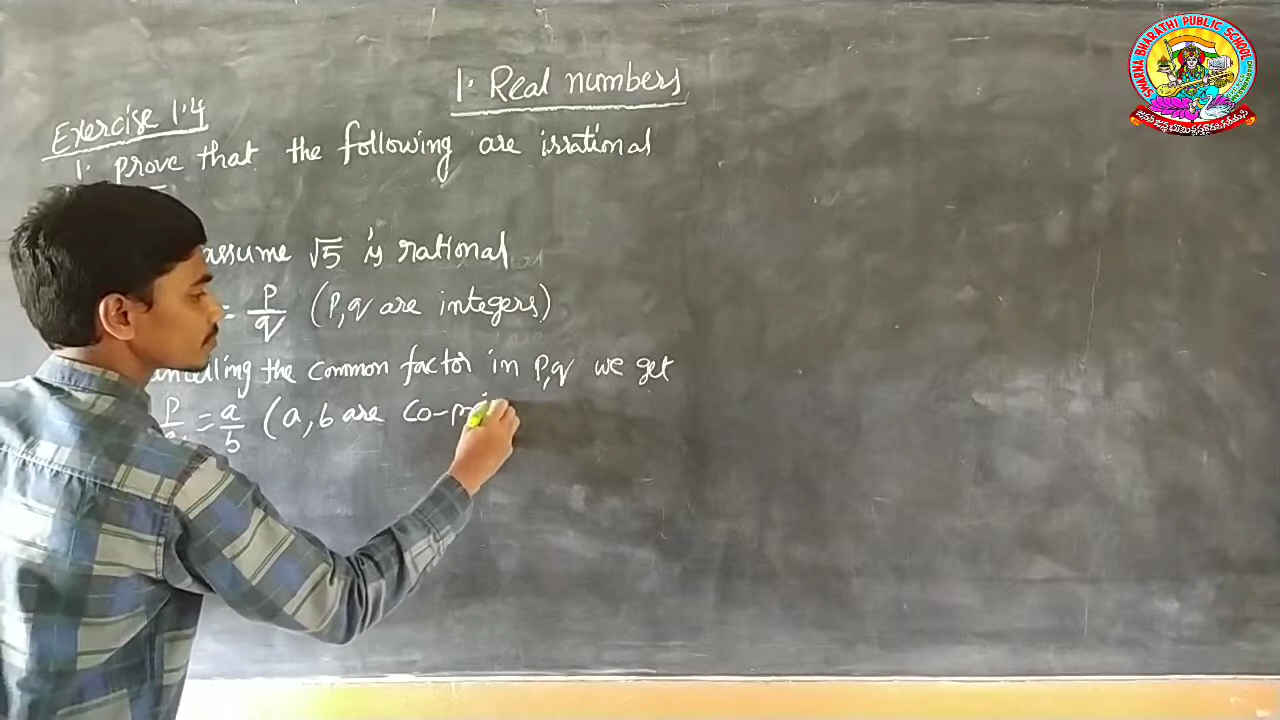 1. Real numbers
Exercise 1.4
1. prove that the following are irrational
assume √5 is rational
= P/q (P,q are integers)
the common factor in P,q we get
P/ = a/b (a, b are Co-pri
SWARNA BHARATHI PUBLIC SCHOOL